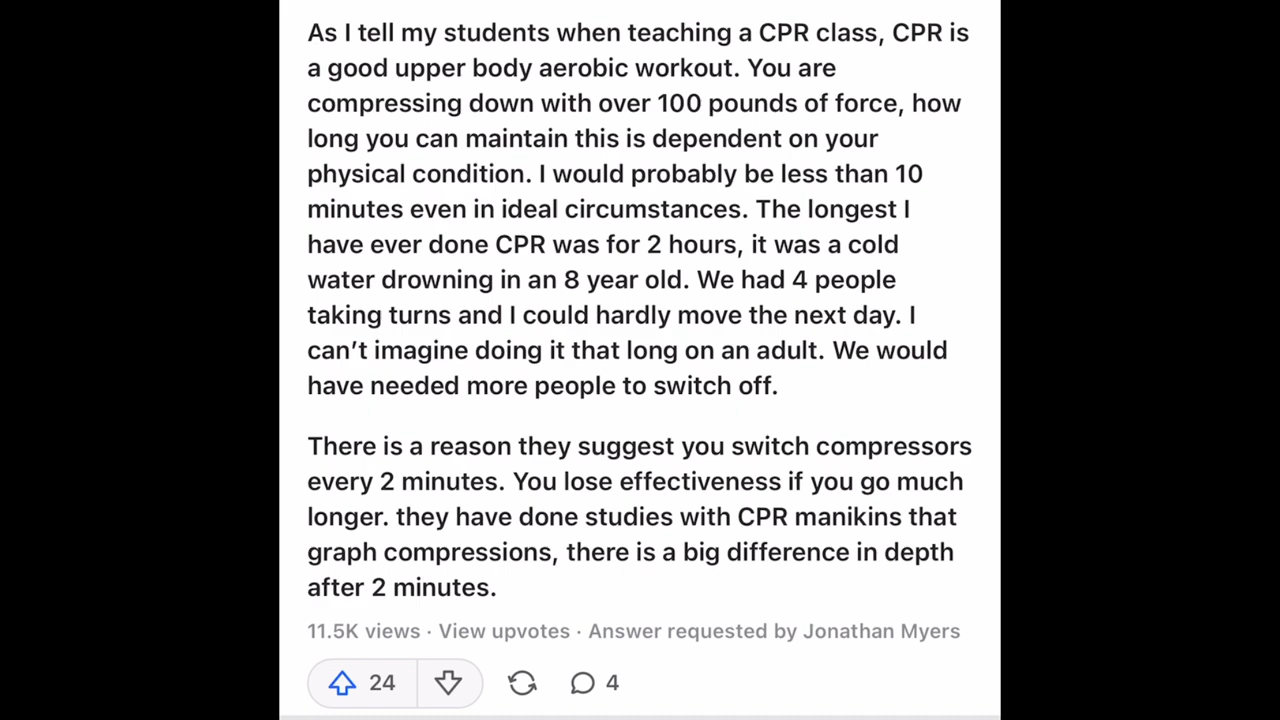 As I tell my students when teaching a CPR class, CPR is
a good upper body aerobic workout. You are
compressing down with over 100 pounds of force, how
long you can maintain this is dependent on your
physical condition. I would probably be less than 10
minutes even in ideal circumstances. The longest I
have ever done CPR was for 2 hours, it was a cold
water drowning in an 8 year old. We had 4 people
taking turns and I could hardly move the next day. I
can’t imagine doing it that long on an adult. We would
have needed more people to switch off.
There is a reason they suggest you switch compressors
every 2 minutes. You lose effectiveness if you go much
longer. they have done studies with CPR manikins that
graph compressions, there is a big difference in depth
after 2 minutes.
11.5K views · View upvotes · Answer requested by Jonathan Myers
24 4